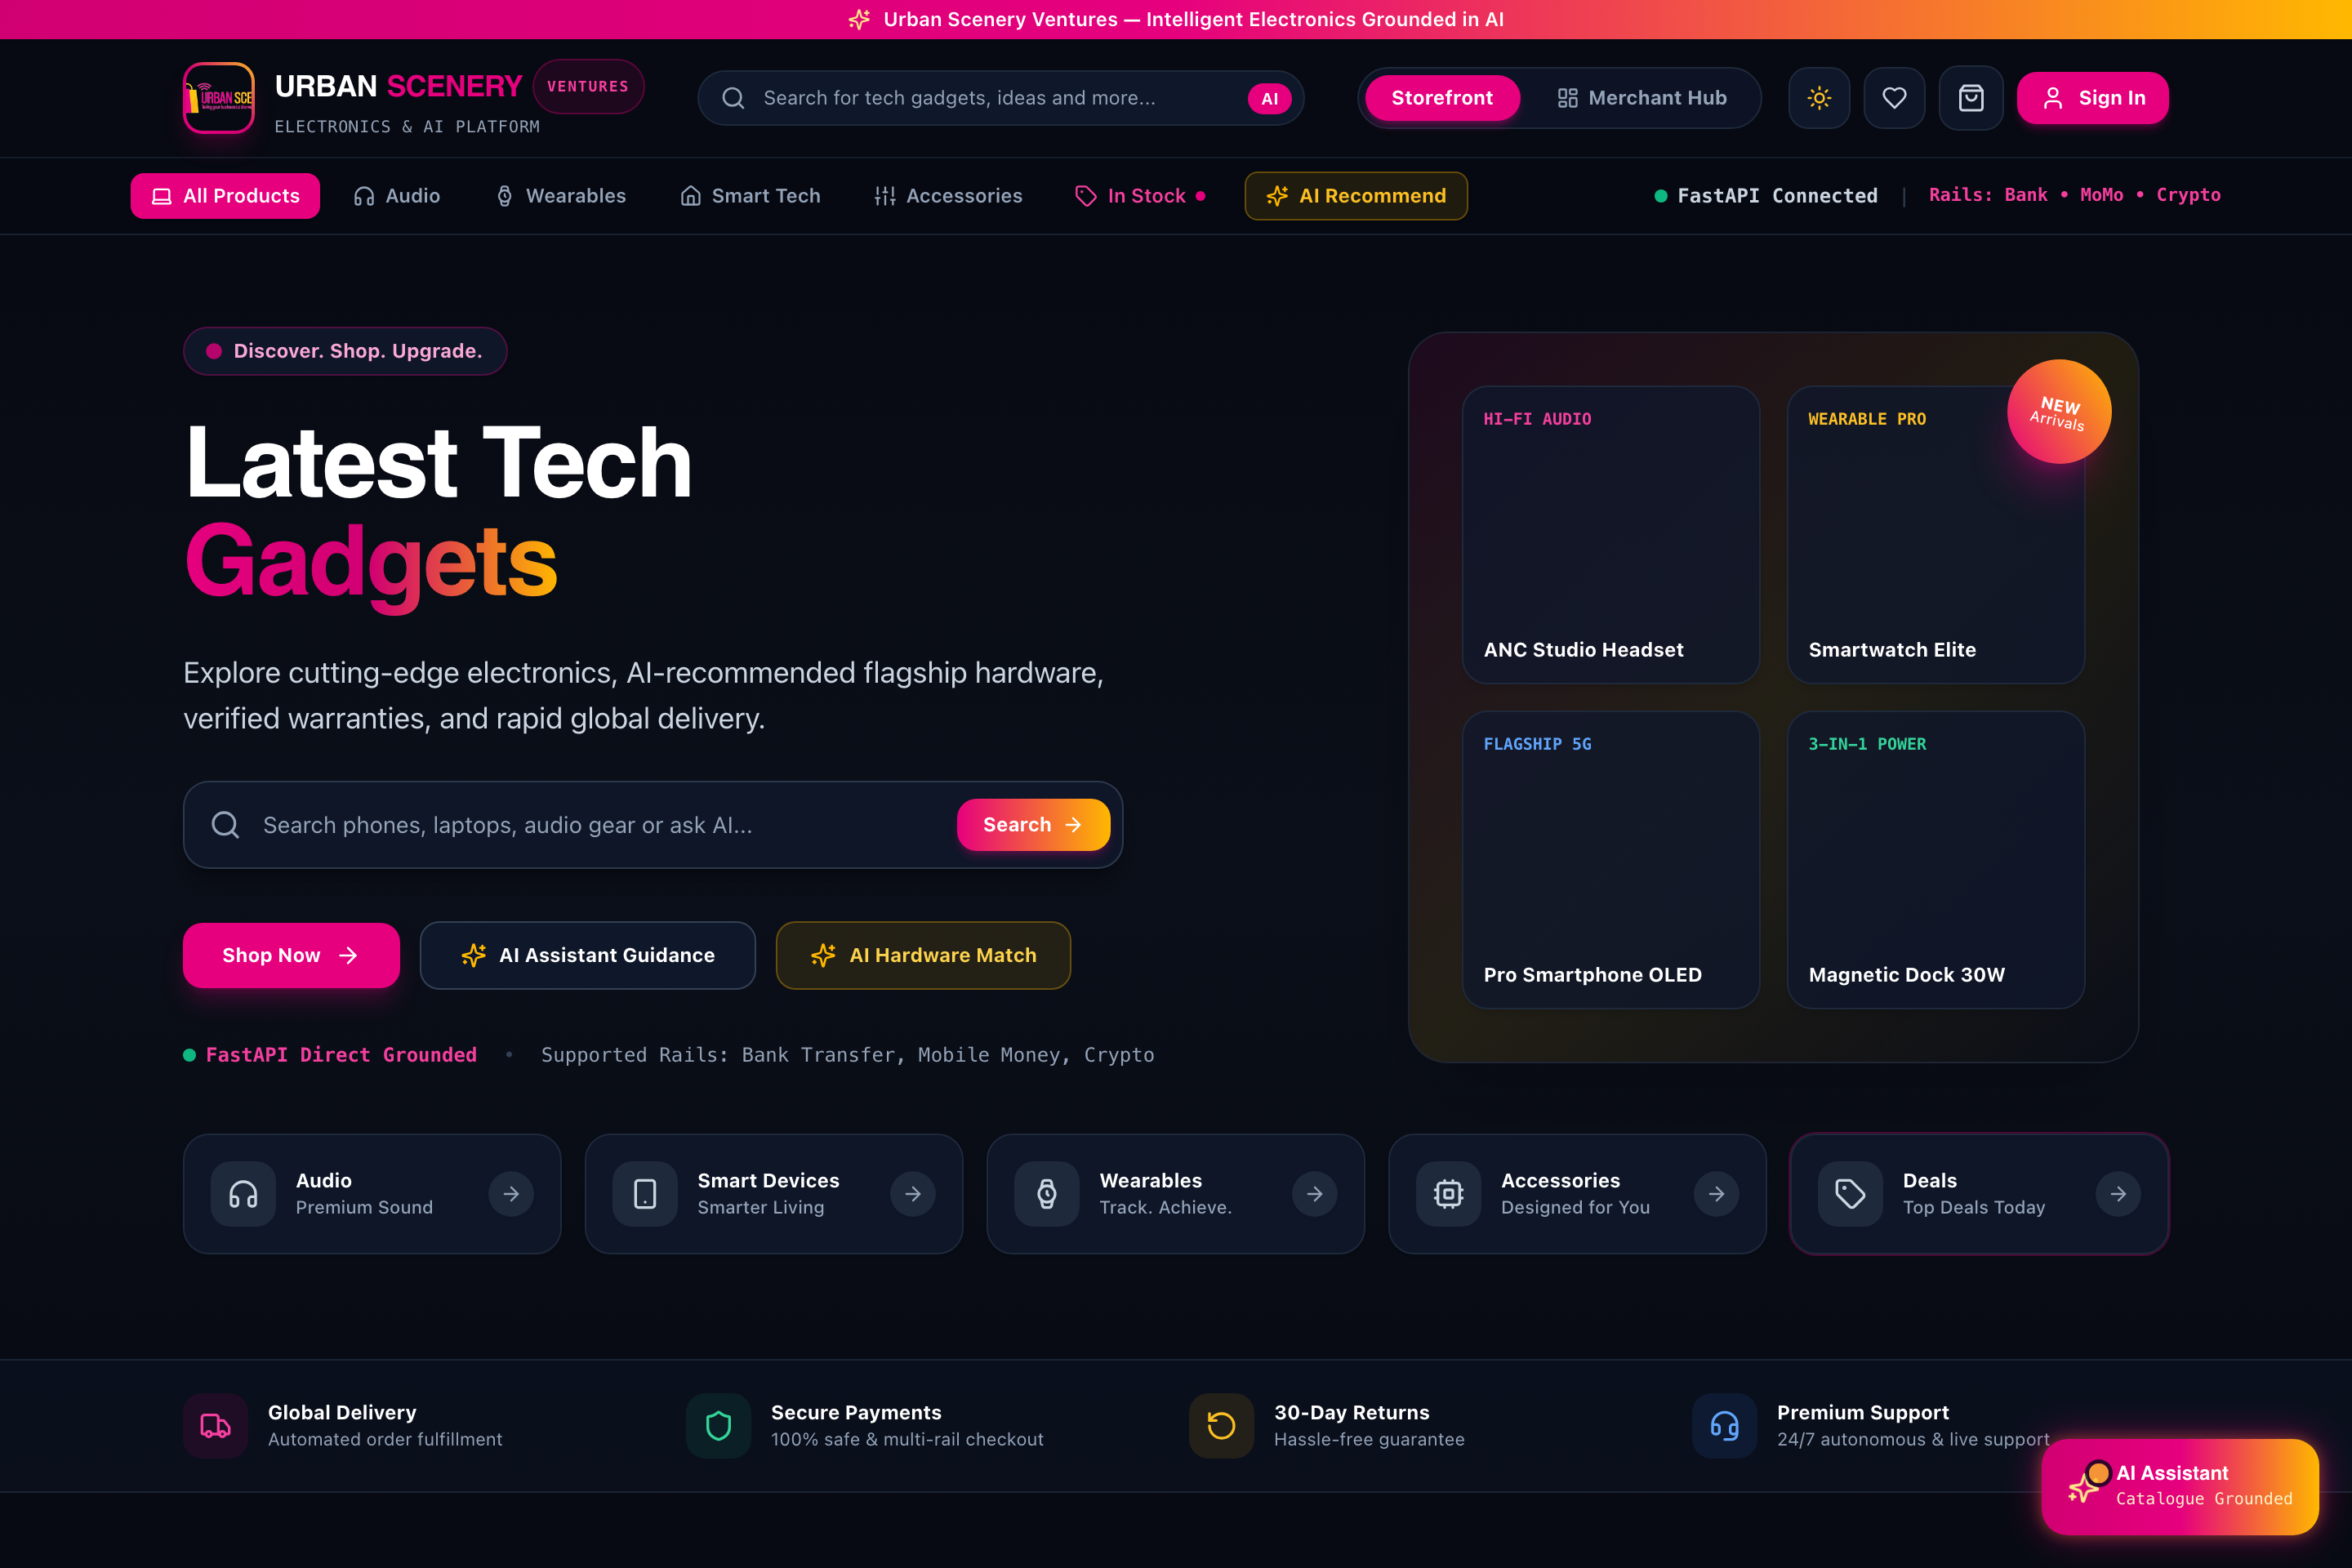 Urban Scenery Ventures — Intelligent Electronics Grounded in AI
URBAN SCE
URBAN SCENERY VENTURES
ELECTRONICS & AI PLATFORM
Search for tech gadgets, ideas and more...
AI
Storefront
Merchant Hub
Sign In
All Products
Audio
Wearables
Smart Tech
Accessories
In Stock
AI Recommend
FastAPI Connected
Rails: Bank • MoMo • Crypto
Discover. Shop. Upgrade.
Latest Tech
Gadgets
Explore cutting-edge electronics, AI-recommended flagship hardware,
verified warranties, and rapid global delivery.
Search phones, laptops, audio gear or ask AI...
Search
Shop Now
AI Assistant Guidance
AI Hardware Match
FastAPI Direct Grounded • Supported Rails: Bank Transfer, Mobile Money, Crypto
HI-FI AUDIO
ANC Studio Headset
WEARABLE PRO
NEW
Arrivals
Smartwatch Elite
FLAGSHIP 5G
Pro Smartphone OLED
3-IN-1 POWER
Magnetic Dock 30W
Audio
Premium Sound
Smart Devices
Smarter Living
Wearables
Track. Achieve.
Accessories
Designed for You
Deals
Top Deals Today
Global Delivery
Automated order fulfillment
Secure Payments
100% safe & multi-rail checkout
30-Day Returns
Hassle-free guarantee
Premium Support
24/7 autonomous & live support
AI Assistant
Catalogue Grounded